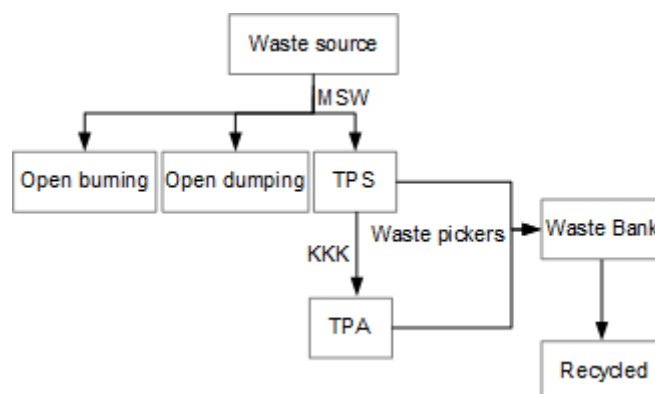 Waste source
MSW
Open burning
Open dumping
TPS
Waste pickers
Waste Bank
KKK
TPA
Recycled